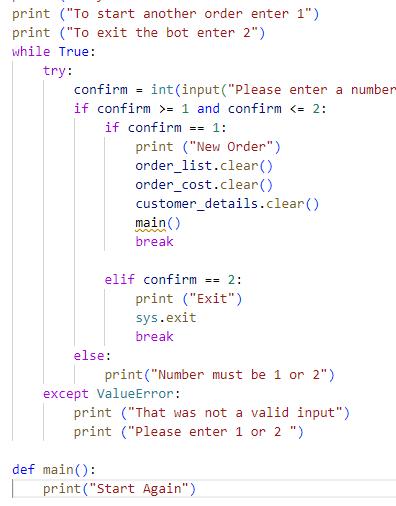 print ("To start another order enter 1")
print ("To exit the bot enter 2")
while True:
    try:
        confirm = int(input("Please enter a number
        if confirm >= 1 and confirm <= 2:
            if confirm == 1:
                print ("New Order")
                order_list.clear()
                order_cost.clear()
                customer_details.clear()
                main()
                break
            elif confirm == 2:
                print ("Exit")
                sys.exit
                break
        else:
            print("Number must be 1 or 2")
    except ValueError:
        print ("That was not a valid input")
        print ("Please enter 1 or 2 ")
def main():
    print("Start Again")